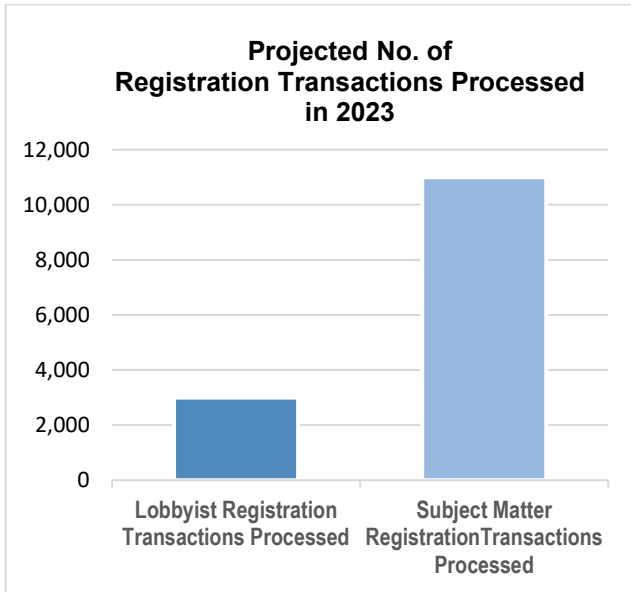 Projected No. of
Registration Transactions Processed
in 2023
12,000
10,000
8,000
6,000
4,000
2,000
0
Lobbyist Registration
Transactions Processed
Subject Matter
RegistrationTransactions
Processed